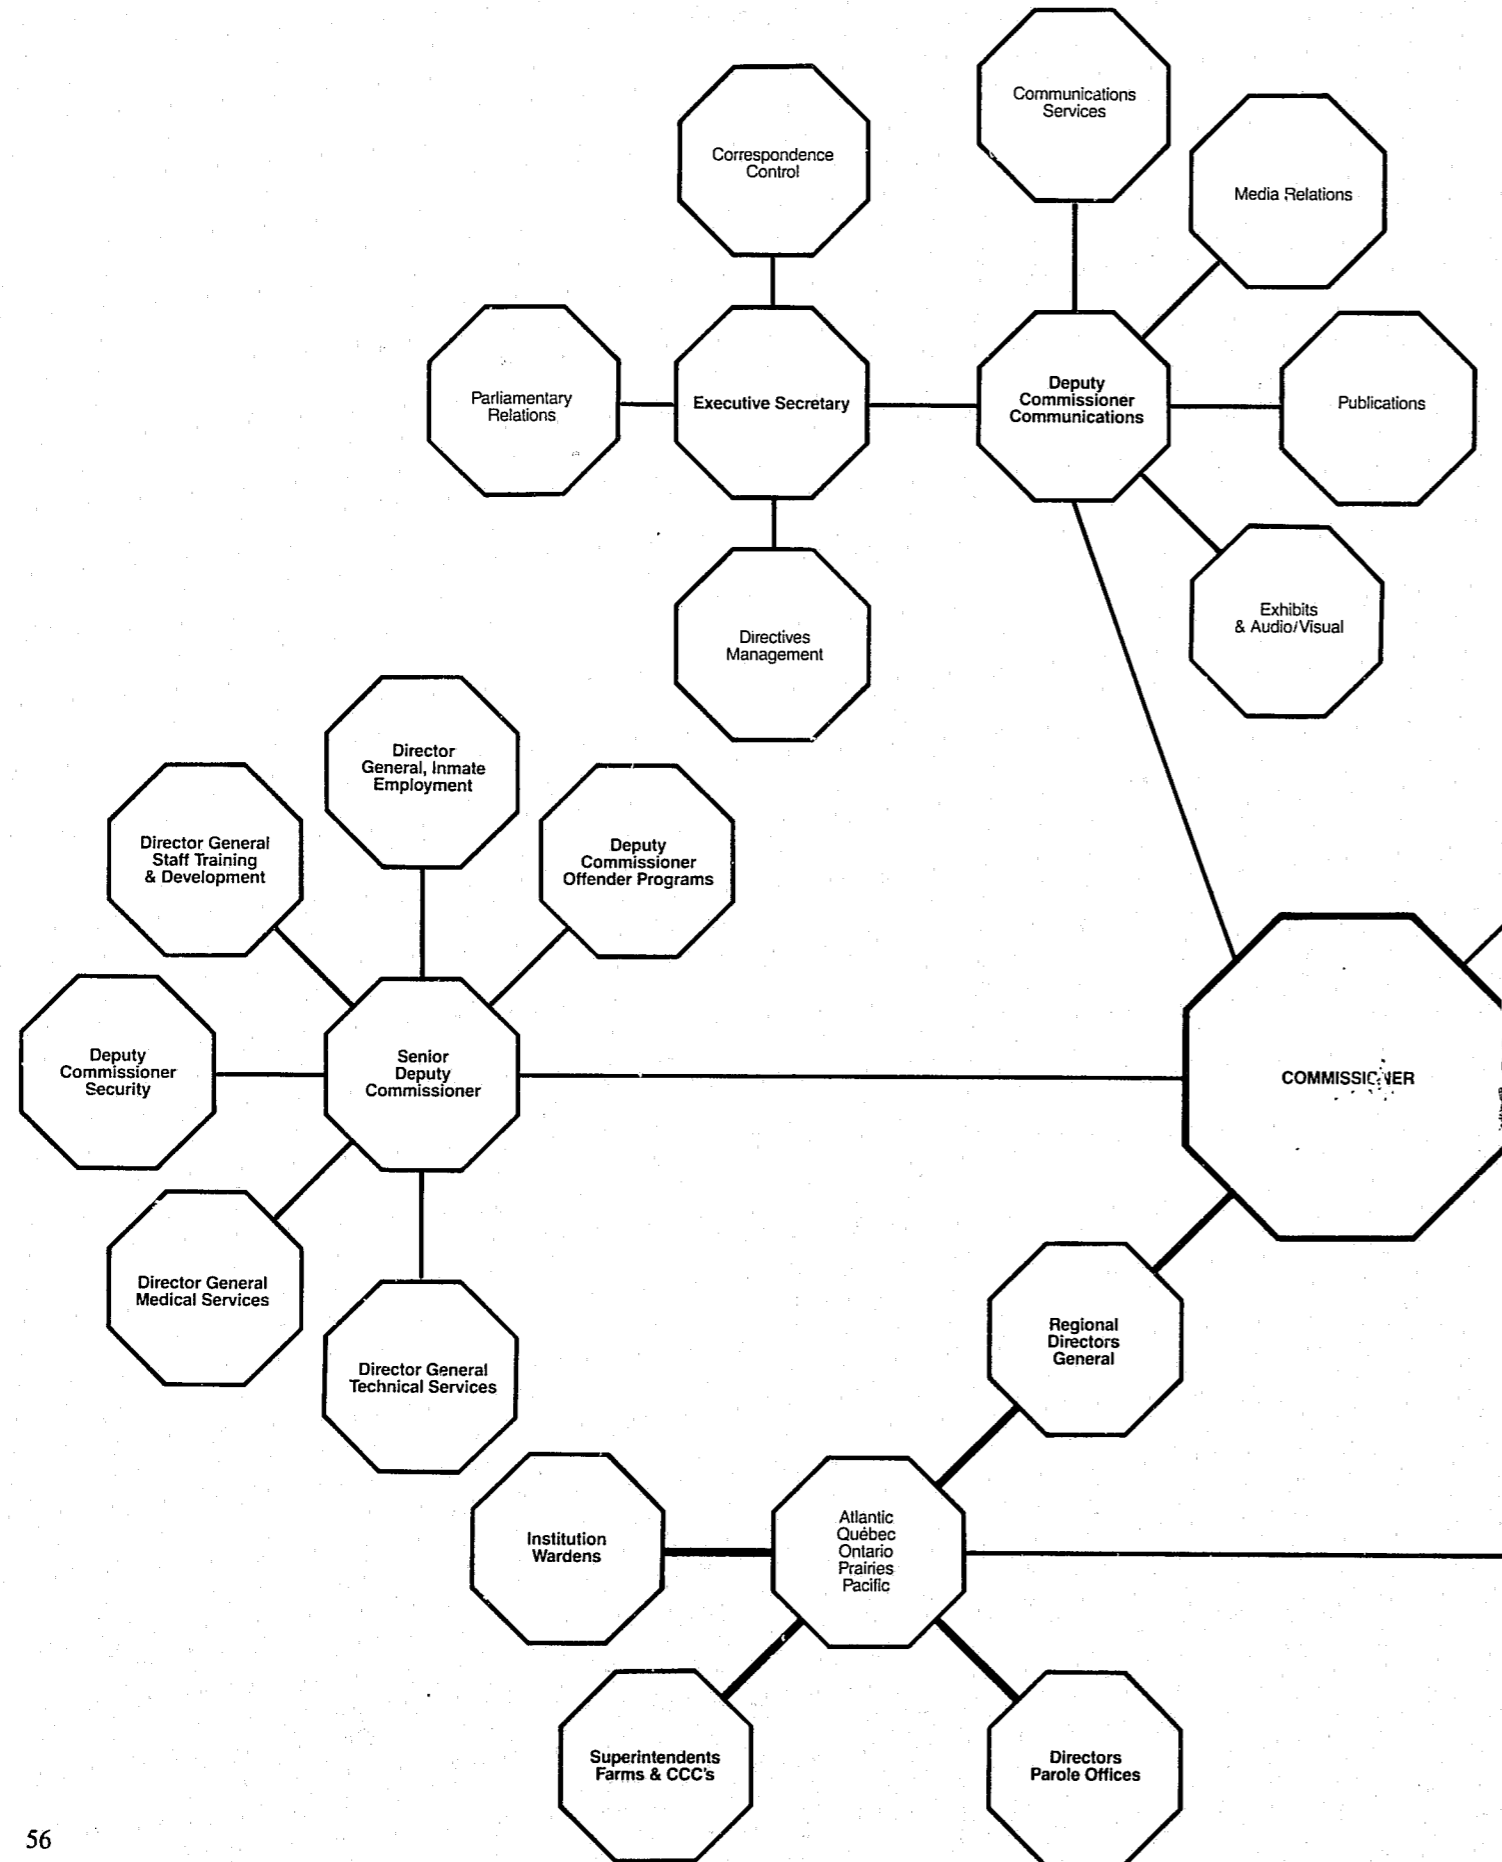 Communications
Services
Correspondence
Control
Media Relations
Parliamentary
Relations
Executive Secretary
Deputy
Commissioner
Communications
Publications
Exhibits
& Audio/Visual
Directives
Management
Director
General, Inmate
Employment
Director General
Staff Training
& Development
Deputy
Commissioner
Offender Programs
Deputy
Commissioner
Security
Senior
Deputy
Commissioner
COMMISSIONER
Director General
Medical Services
Regional
Directors
General
Director General
Technical Services
Institution
Wardens
Atlantic
Québec
Ontario
Prairies
Pacific
Superintendents
Farms & CCC's
Directors
Parole Offices
56